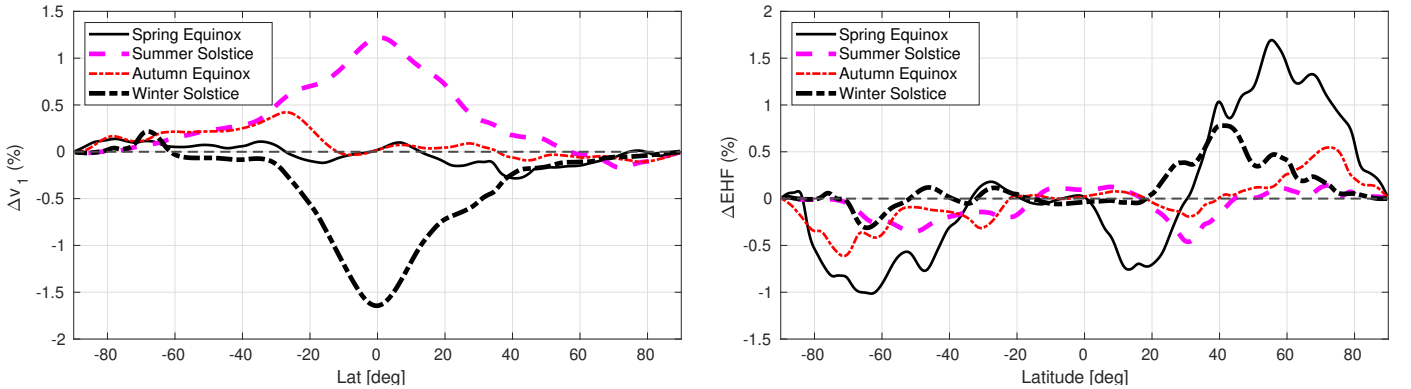 1.5
1
0.5
0
-0.5
-1
-1.5
-2
Δv1 (%)
Spring Equinox
Summer Solstice
Autumn Equinox
Winter Solstice
-80 -60 -40 -20 0 20 40 60 80
Lat [deg]
2
1.5
1
0.5
0
-0.5
-1
-1.5
ΔEHF (%)
Spring Equinox
Summer Solstice
Autumn Equinox
Winter Solstice
-80 -60 -40 -20 0 20 40 60 80
Latitude [deg]